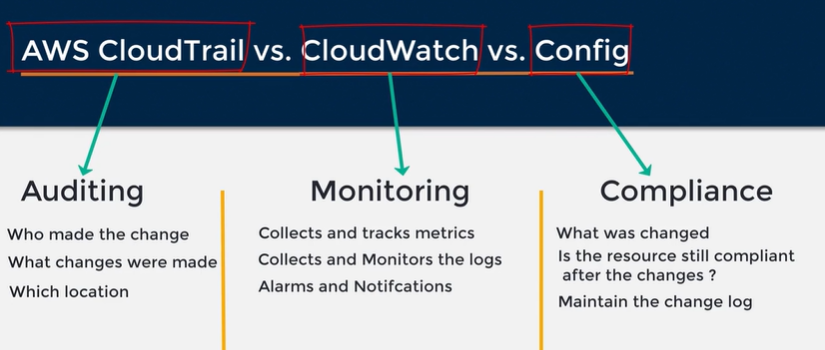 AWS CloudTrail vs. CloudWatch vs. Config
Auditing
Who made the change
What changes were made
Which location
Monitoring
Collects and tracks metrics
Collects and Monitors the logs
Alarms and Notifcations
Compliance
What was changed
Is the resource still compliant
after the changes ?
Maintain the change log